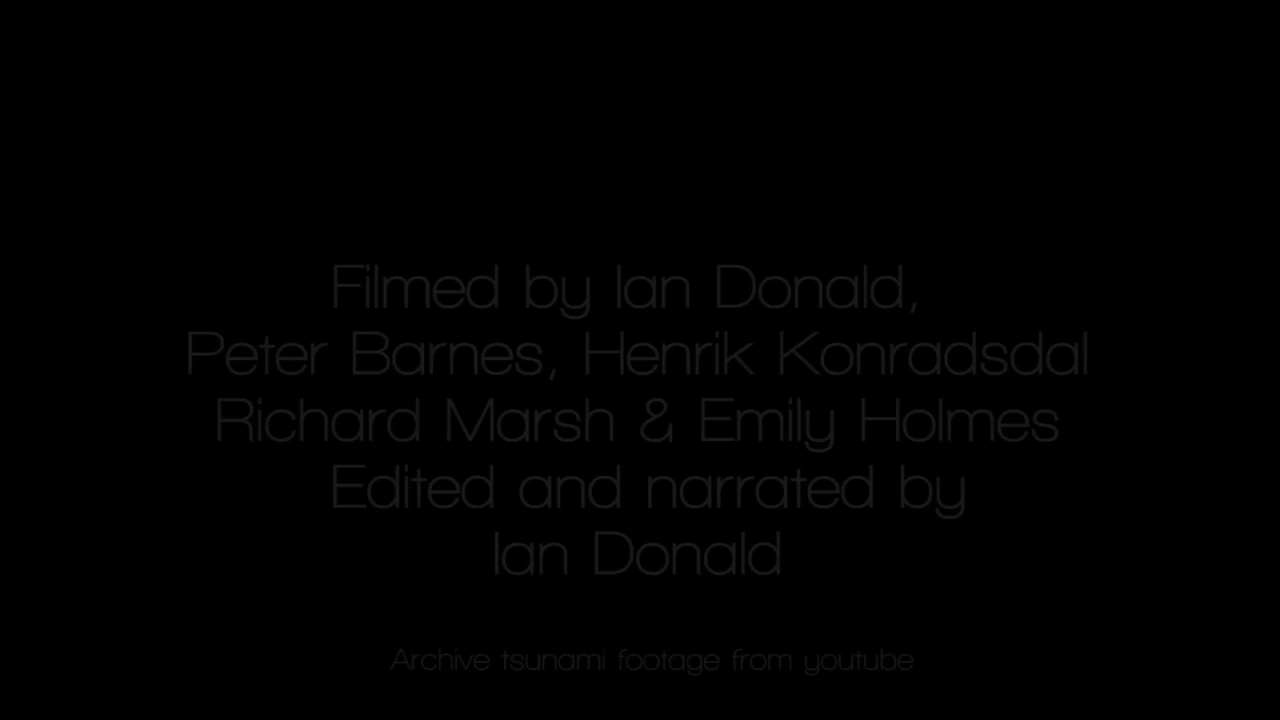 Filmed by Ian Donald,
Peter Barnes, Henrik Konradsdal
Richard Marsh & Emily Holmes
Edited and narrated by
Ian Donald
Archive tsunami footage from youtube